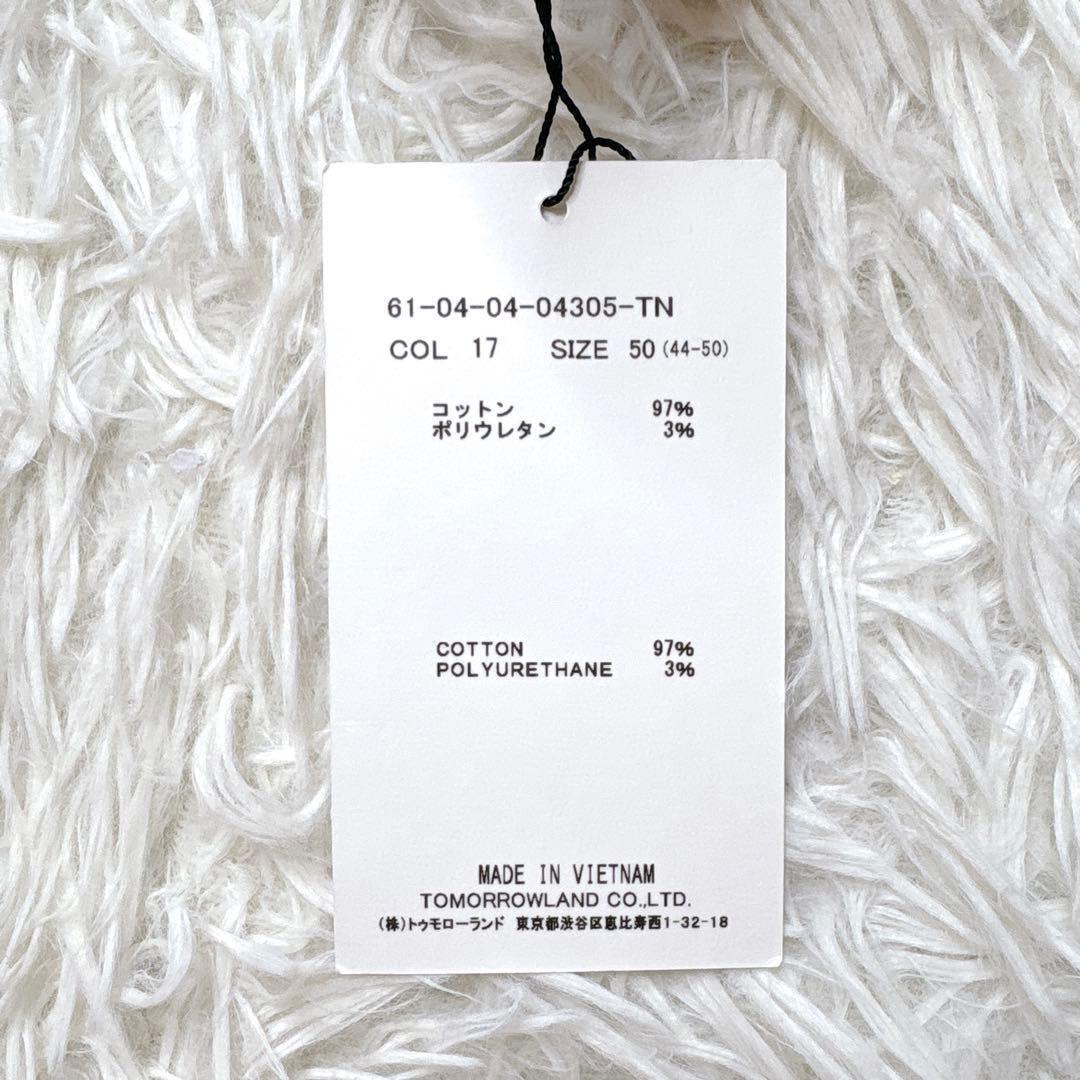 61-04-04-04305-TN
COL 17 SIZE 50 (44-50)
コットン 97%
ポリウレタン 3%
COTTON 97%
POLYURETHANE 3%
MADE IN VIETNAM
TOMORROWLAND CO.,LTD.
(株)トゥモローランド 東京都渋谷区恵比寿西1-32-18